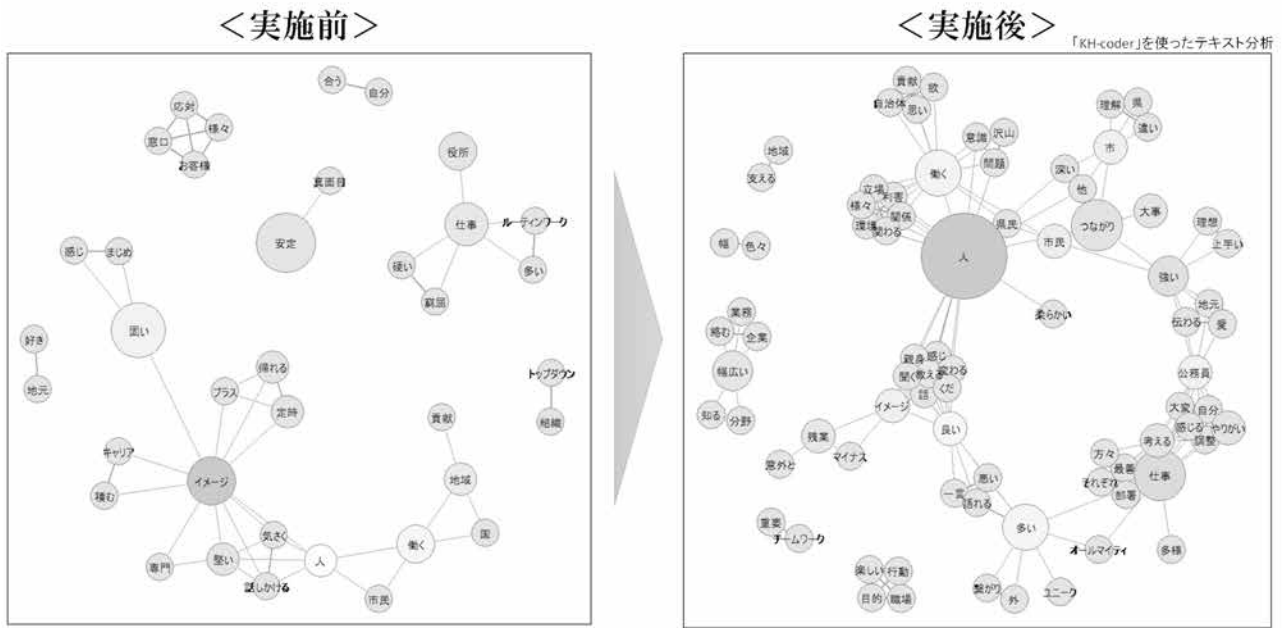 ＜実施前＞
＜実施後＞
「KH-coder」を使ったテキスト分析
合う
自分
応対
様々
窓口
お客様
役所
真面目
安定
仕事
ルーティンワーク
多い
硬い
窮屈
感じ
まじめ
固い
好き
地元
プラス
帰れる
定時
トップダウン
組織
貢献
地域
キャリア
積む
イメージ
気さく
人
働く
国
専門
堅い
話しかける
市民
貢献
欲
自治体
思い
意識
沢山
問題
働く
理解
県
違い
市
地域
支える
深い
他
立場
利害
様々
関係
環境
関わる
県民
つながり
大事
市民
理想
上手い
幅
色々
人
強い
柔らかい
地元
伝わる
愛
業務
絡む
企業
幅広い
知る
分野
親身
感じ
聞く
教える
変わる
話
くだ
公務員
イメージ
良い
残業
マイナス
意外と
大変
自分
感じる
やりがい
考える
調整
方々
最善
仕事
それぞれ
部署
悪い
一言
語れる
多い
重要
チームワーク
オールマイティ
多様
楽しい
行動
目的
職場
繋がり
外
ユニーク